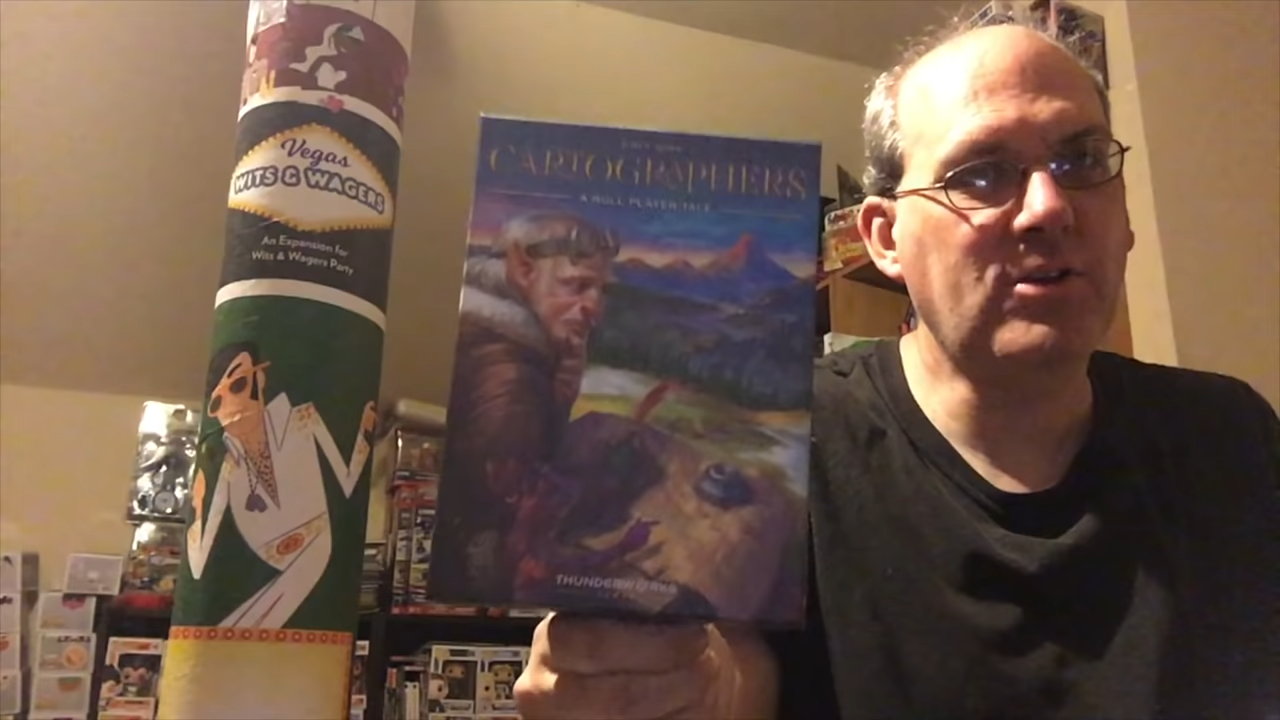 Vegas
WITS & WAGERS
An Expansion for
Wits & Wagers Party
CARTOGRAPHERS
A ROLL PLAYER TALE
THUNDERWORKS